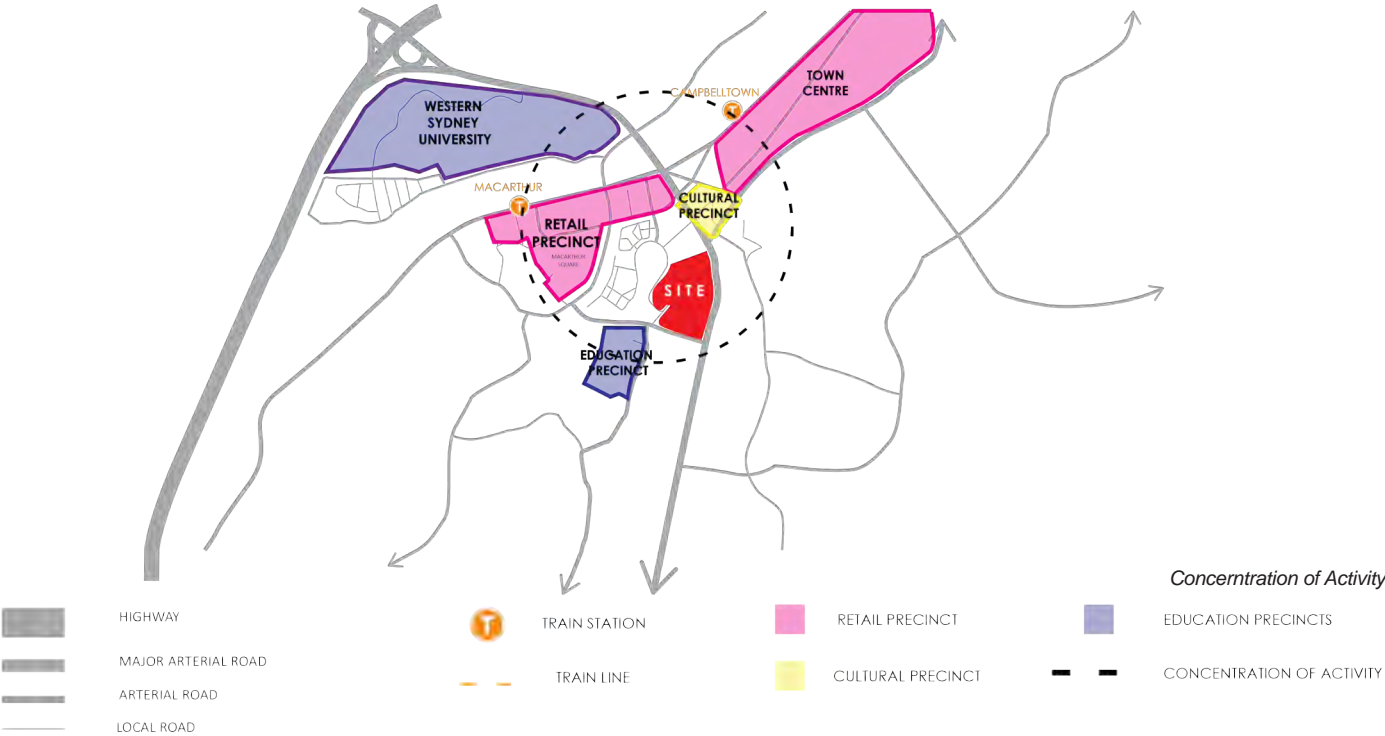 TOWN
CENTRE
CAMPBELLTOWN
T
WESTERN
SYDNEY
UNIVERSITY
MACARTHUR
T
CULTURAL
PRECINCT
RETAIL
PRECINCT
MACARTHUR
SQUARE
SITE
EDUCATION
PRECINCT
Concerntration of Activity
HIGHWAY
MAJOR ARTERIAL ROAD
ARTERIAL ROAD
LOCAL ROAD
T
TRAIN STATION
TRAIN LINE
RETAIL PRECINCT
CULTURAL PRECINCT
EDUCATION PRECINCTS
CONCENTRATION OF ACTIVITY